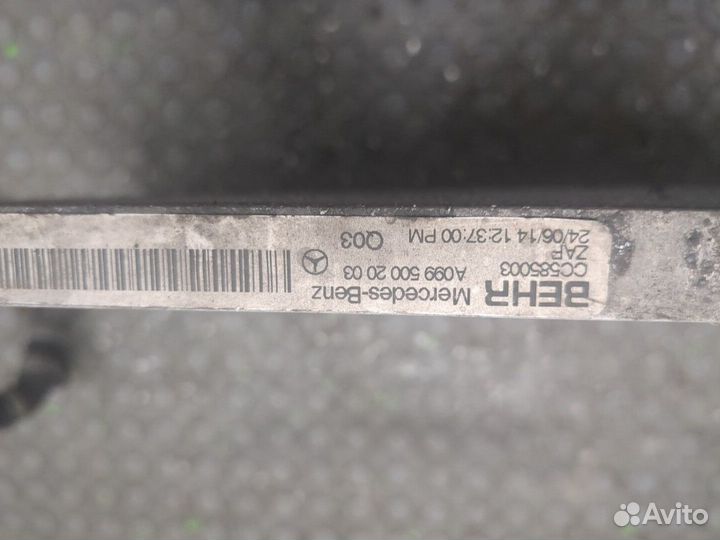 BEHR
CC585003
ZAF
24/06/14 12:37:00 PM
Mercedes-Benz
A099 500 20 03
Q03
Avito